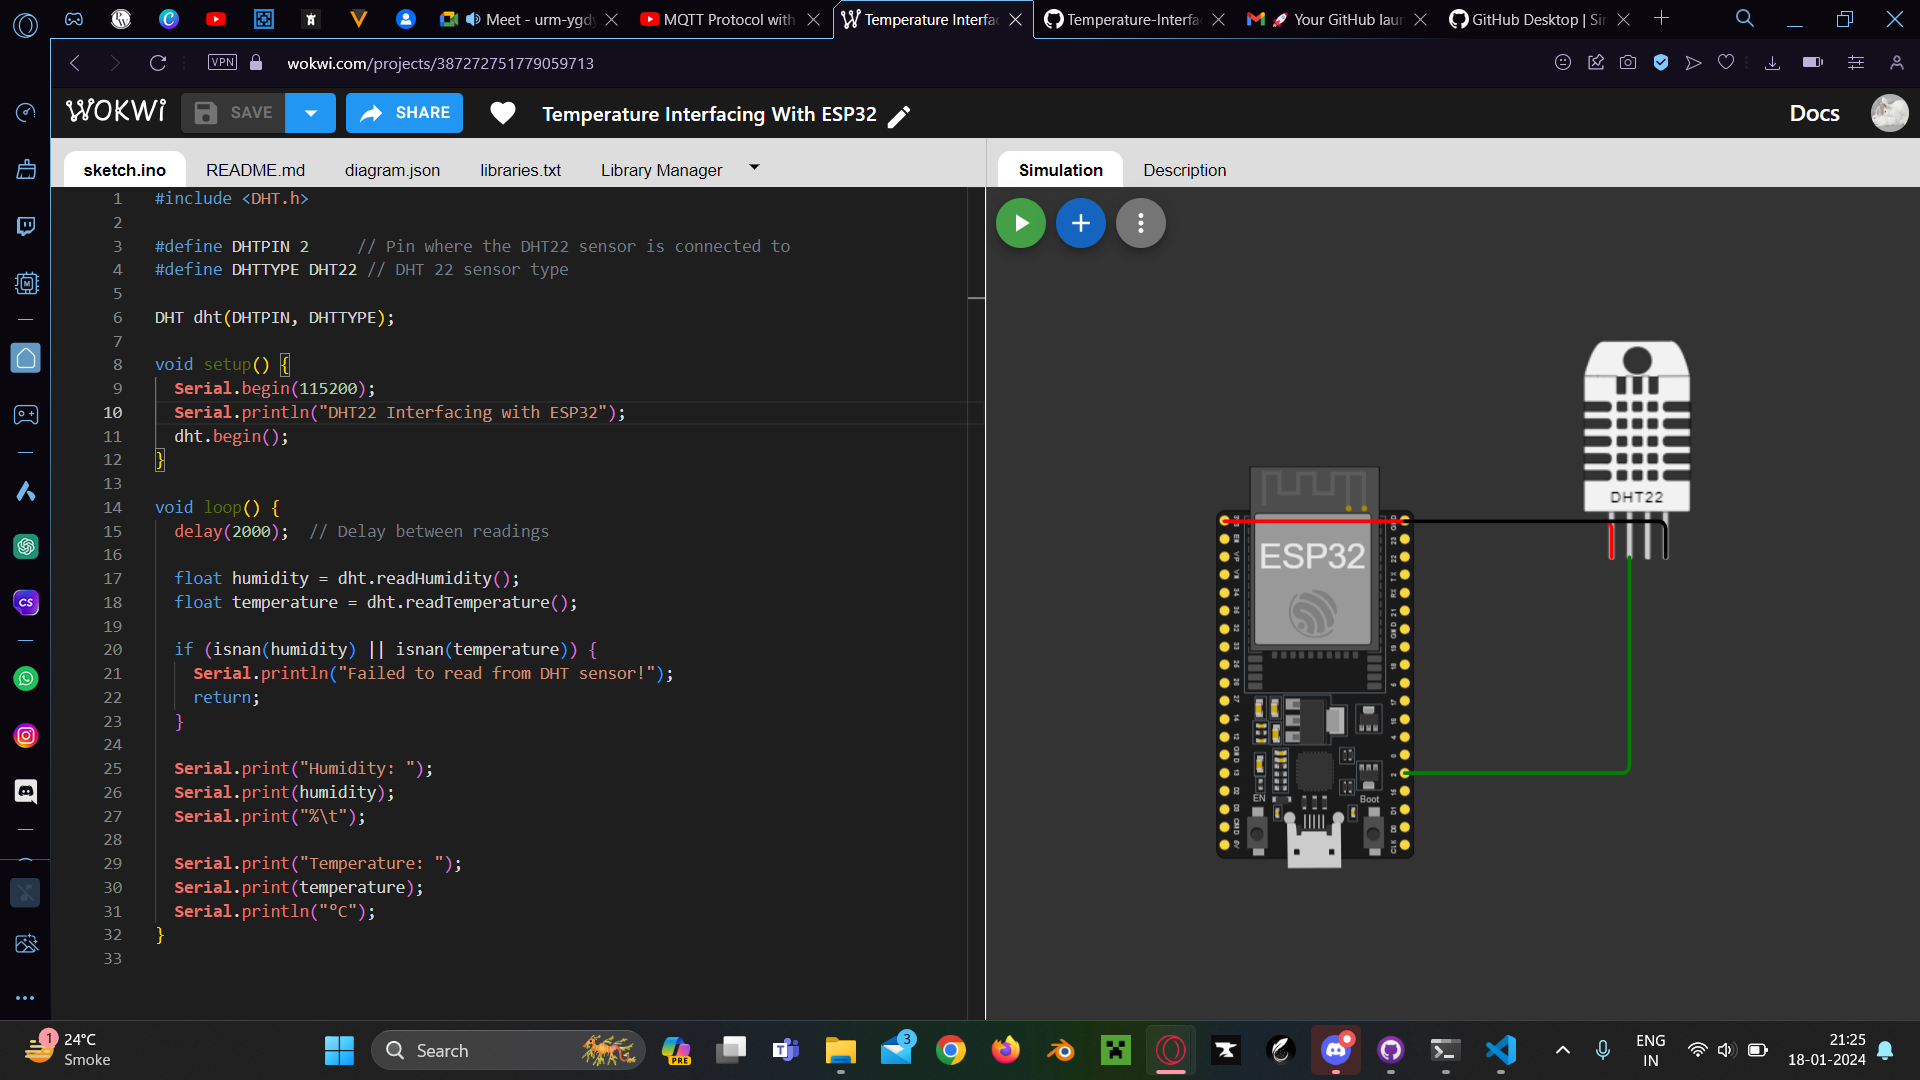 Meet - urm-ygd
MQTT Protocol with
Temperature Interfac
Temperature-Interfa
Your GitHub laun
GitHub Desktop | Sim
VPN
wokwi.com/projects/387272751779059713
WOKWI
SAVE
SHARE
Temperature Interfacing With ESP32
Docs
sketch.ino
README.md
diagram.json
libraries.txt
Library Manager
Simulation
Description
1 #include <DHT.h>
2
3 #define DHTPIN 2     // Pin where the DHT22 sensor is connected to
4 #define DHTTYPE DHT22 // DHT 22 sensor type
5
6 DHT dht(DHTPIN, DHTTYPE);
7
8 void setup() {
9   Serial.begin(115200);
10   Serial.println("DHT22 Interfacing with ESP32");
11   dht.begin();
12 }
13
14 void loop() {
15   delay(2000);  // Delay between readings
16
17   float humidity = dht.readHumidity();
18   float temperature = dht.readTemperature();
19
20   if (isnan(humidity) || isnan(temperature)) {
21     Serial.println("Failed to read from DHT sensor!");
22     return;
23   }
24
25   Serial.print("Humidity: ");
26   Serial.print(humidity);
27   Serial.print("%\t");
28
29   Serial.print("Temperature: ");
30   Serial.print(temperature);
31   Serial.println("°C");
32 }
33
DHT22
ESP32
EN
Boot
CS
1
24°C
Smoke
Search
PRE
3
ENG
IN
21:25
18-01-2024